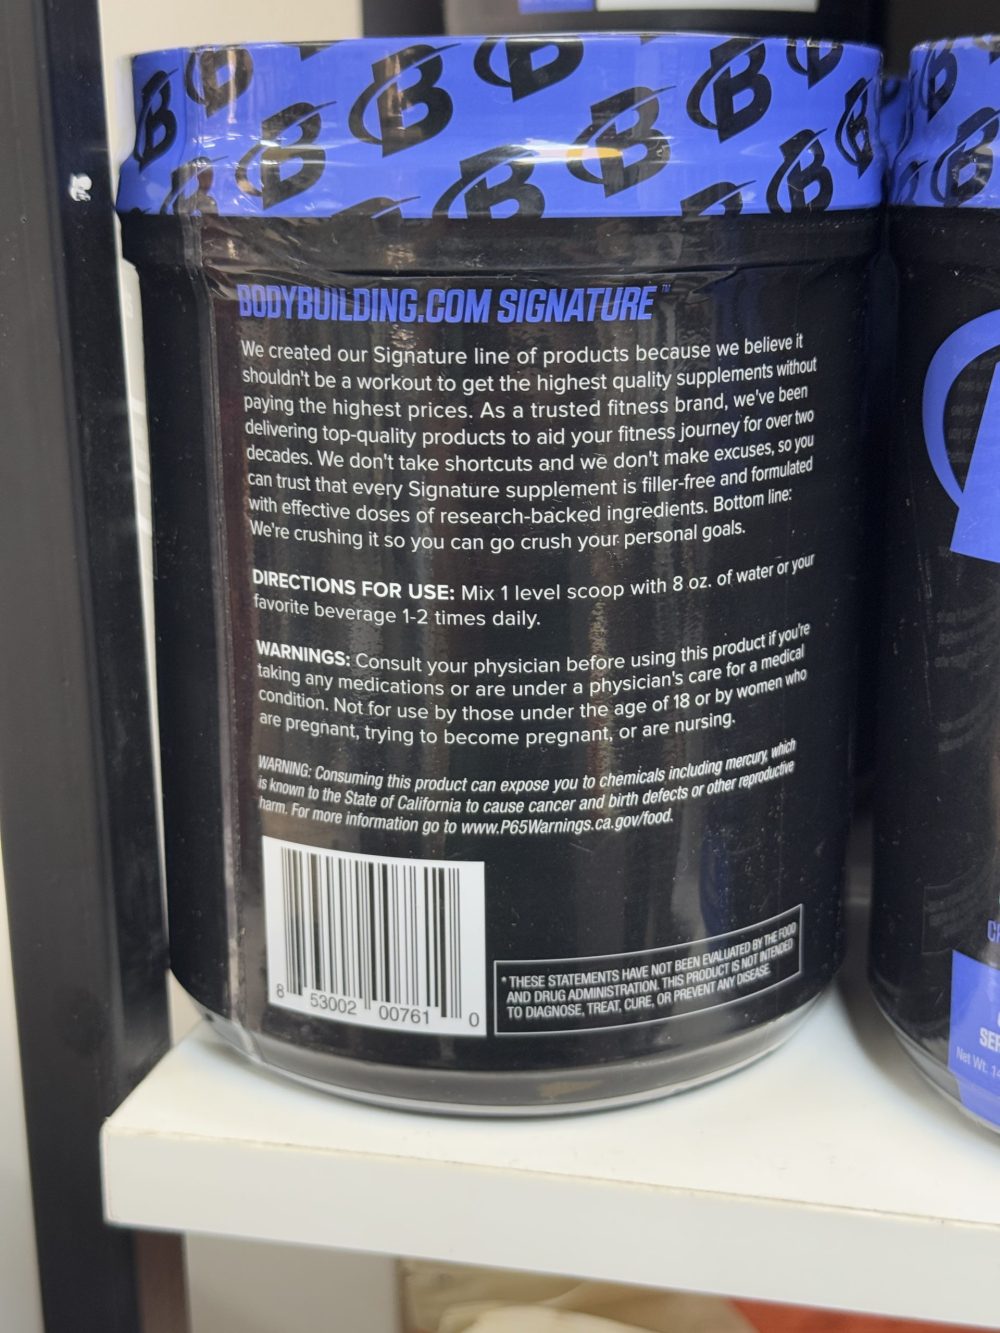 BODYBUILDING.COM SIGNATURE™
We created our Signature line of products because we believe it
shouldn't be a workout to get the highest quality supplements without
paying the highest prices. As a trusted fitness brand, we've been
delivering top-quality products to aid your fitness journey for over two
decades. We don't take shortcuts and we don't make excuses, so you
can trust that every Signature supplement is filler-free and formulated
with effective doses of research-backed ingredients. Bottom line:
We're crushing it so you can go crush your personal goals.
DIRECTIONS FOR USE: Mix 1 level scoop with 8 oz. of water or your
favorite beverage 1-2 times daily.
WARNINGS: Consult your physician before using this product if you're
taking any medications or are under a physician's care for a medical
condition. Not for use by those under the age of 18 or by women who
are pregnant, trying to become pregnant, or are nursing.
WARNING: Consuming this product can expose you to chemicals including mercury, which
is known to the State of California to cause cancer and birth defects or other reproductive
harm. For more information go to www.P65Warnings.ca.gov/food.
8 53002 00761 0
* THESE STATEMENTS HAVE NOT BEEN EVALUATED BY THE FOOD
AND DRUG ADMINISTRATION. THIS PRODUCT IS NOT INTENDED
TO DIAGNOSE, TREAT, CURE, OR PREVENT ANY DISEASE.
Net Wt.